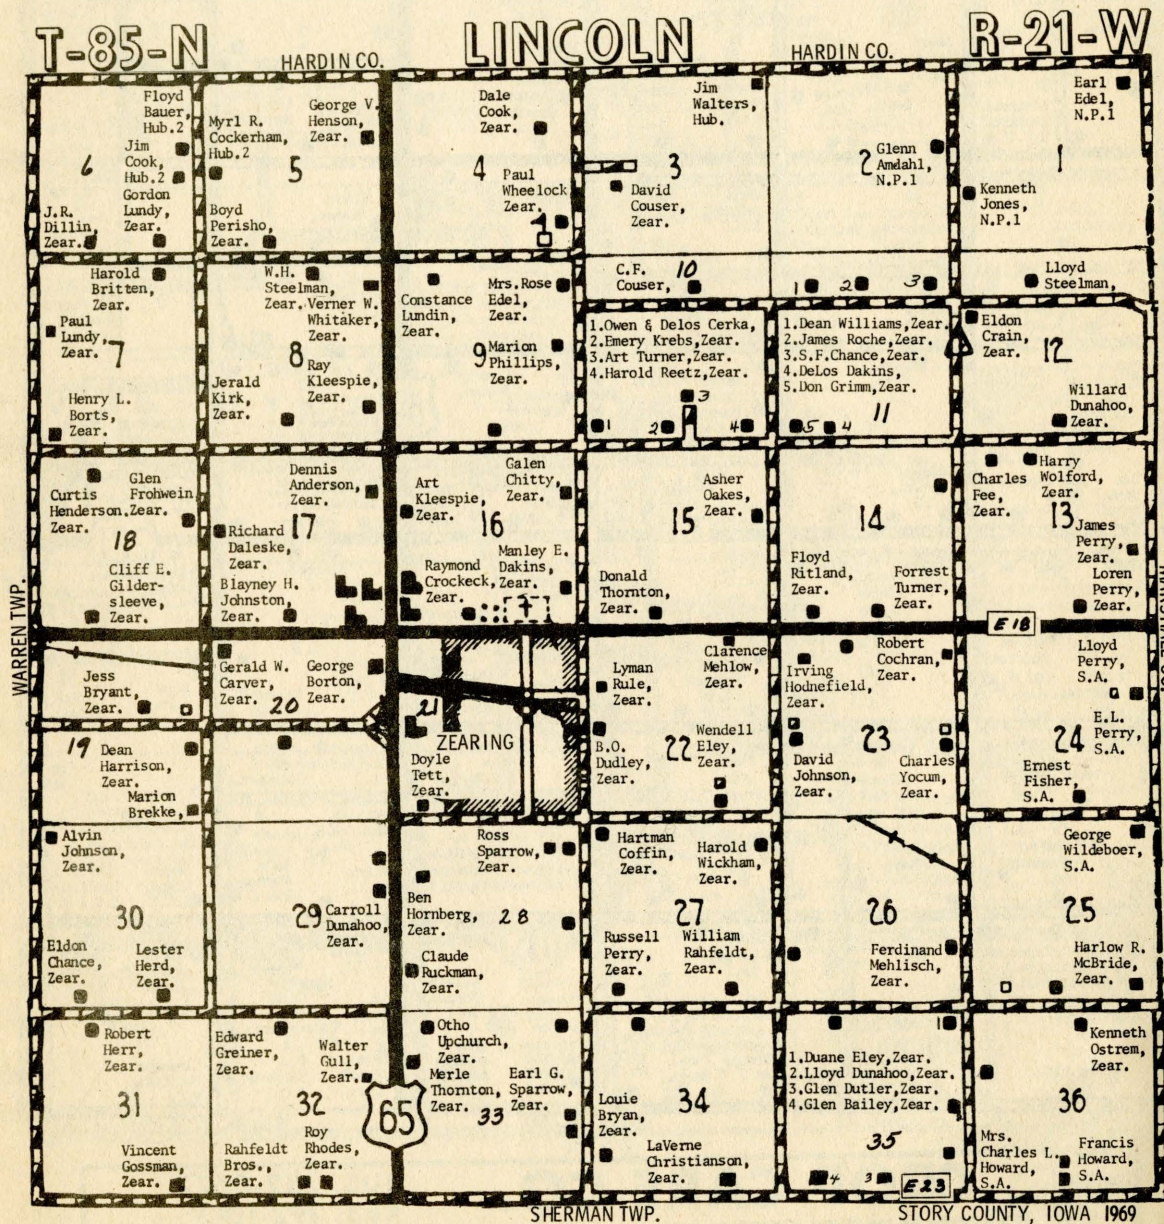 T-85-N
LINCOLN
R-21-W
HARDIN CO.
HARDIN CO.
WARREN TWP.
6
Floyd
Bauer,
Hub.2
Jim
Cook,
Hub.2
Gordon
Lundy,
Zear.
J.R.
Dillin,
Zear.
5
Myrl R.
Cockerham,
Hub.2
George V.
Henson,
Zear.
Boyd
Perisho,
Zear.
4
Dale
Cook,
Zear.
Paul
Wheelock
Zear.
3
Jim
Walters,
Hub.
David
Couser,
Zear.
2
Glenn
Amdahl,
N.P.1
1
Earl
Edel,
N.P.1
Kenneth
Jones,
N.P.1
7
Harold
Britten,
Zear.
Paul
Lundy,
Zear.
Henry L.
Borts,
Zear.
8
W.H.
Steelman,
Zear.
Verner W.
Whitaker,
Zear.
Ray
Kleespie,
Zear.
Jerald
Kirk,
Zear.
9
Constance
Lundin,
Zear.
Mrs.Rose
Edel,
Zear.
Marion
Phillips,
Zear.
10
C.F.
Couser,
1.Owen & Delos Cerka,
2.Emery Krebs,Zear.
3.Art Turner,Zear.
4.Harold Reetz,Zear.
3
1
2
4
1
2
3
1.Dean Williams,Zear.
2.James Roche,Zear.
3.S.F.Chance,Zear.
4.DeLos Dakins,
5.Don Grimm,Zear.
11
5
4
Lloyd
Steelman,
Eldon
Crain,
Zear.
12
Willard
Dunahoo,
Zear.
18
Curtis
Henderson.
Zear.
Glen
Frohwein
Zear.
Cliff E.
Gilder-
sleeve,
Zear.
17
Dennis
Anderson,
Zear.
Richard
Daleske,
Zear.
Blayney H.
Johnston,
Zear.
16
Art
Kleespie,
Zear.
Galen
Chitty,
Zear.
Raymond
Crockeck,
Zear.
Manley E.
Dakins,
Zear.
15
Asher
Oakes,
Zear.
Donald
Thornton,
Zear.
14
Floyd
Ritland,
Zear.
Forrest
Turner,
Zear.
13
Charles
Fee,
Zear.
Harry
Wolford,
Zear.
James
Perry,
Zear.
Loren
Perry,
Zear.
E18
19
Jess
Bryant,
Zear.
Dean
Harrison,
Zear.
Marion
Brekke,
20
Gerald W.
Carver,
Zear.
George
Borton,
Zear.
21
ZEARING
Doyle
Tett,
Zear.
22
Lyman
Rule,
Zear.
Clarence
Mehlow,
Zear.
B.O.
Dudley,
Zear.
Wendell
Eley,
Zear.
23
Irving
Hodnefield,
Zear.
Robert
Cochran,
Zear.
David
Johnson,
Zear.
Charles
Yocum,
Zear.
24
Lloyd
Perry,
S.A.
E.L.
Perry,
S.A.
Ernest
Fisher,
S.A.
30
Alvin
Johnson,
Zear.
Eldon
Chance,
Zear.
Lester
Herd,
Zear.
29
Carroll
Dunahoo,
Zear.
28
Ross
Sparrow,
Zear.
Ben
Hornberg,
Zear.
Claude
Ruckman,
Zear.
27
Hartman
Coffin,
Zear.
Harold
Wickham,
Zear.
Russell
Perry,
Zear.
William
Rahfeldt,
Zear.
26
Ferdinand
Mehlisch,
Zear.
25
George
Wildeboer,
S.A.
Harlow R.
McBride,
Zear.
31
Robert
Herr,
Zear.
Vincent
Gossman,
Zear.
32
Edward
Greiner,
Zear.
Walter
Gull,
Zear.
Rahfeldt
Bros.,
Zear.
Roy
Rhodes,
Zear.
65
33
Otho
Upchurch,
Zear.
Merle
Thornton,
Zear.
Earl G.
Sparrow,
Zear.
34
Louie
Bryan,
Zear.
LaVerne
Christianson,
Zear.
1
1.Duane Eley,Zear.
2.Lloyd Dunahoo,Zear.
3.Glen Dutler,Zear.
4.Glen Bailey,Zear.
35
4
3
E23
36
Kenneth
Ostrem,
Zear.
Mrs.
Charles L.
Howard,
S.A.
Francis
Howard,
S.A.
SHERMAN TWP.
STORY COUNTY, IOWA 1969